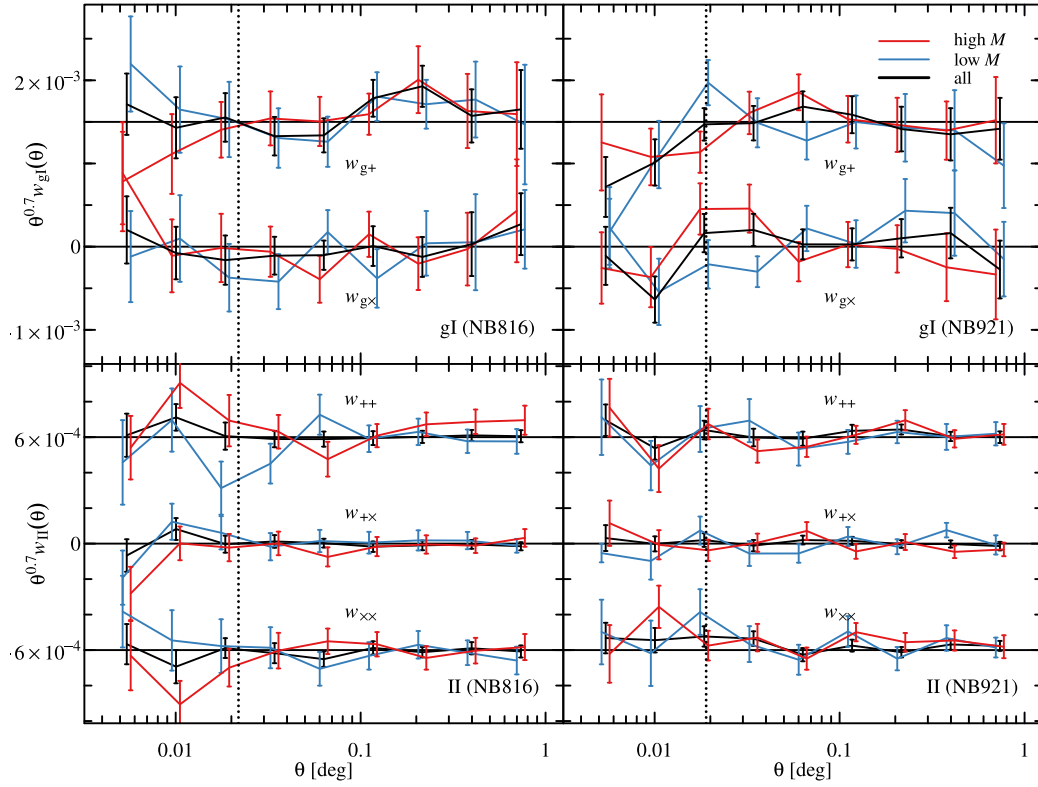 high M
low M
all
θ^0.7 w_gI(θ)
2×10⁻³
0
·1×10⁻³
w_g+
w_g×
gI (NB816)
w_g+
w_g×
gI (NB921)
θ^0.7 w_II(θ)
6×10⁻⁴
0
·6×10⁻⁴
w_++
w_+×
w_××
II (NB816)
w_++
w_+×
w_××
II (NB921)
0.01 0.1 1
θ [deg]
0.01 0.1 1
θ [deg]